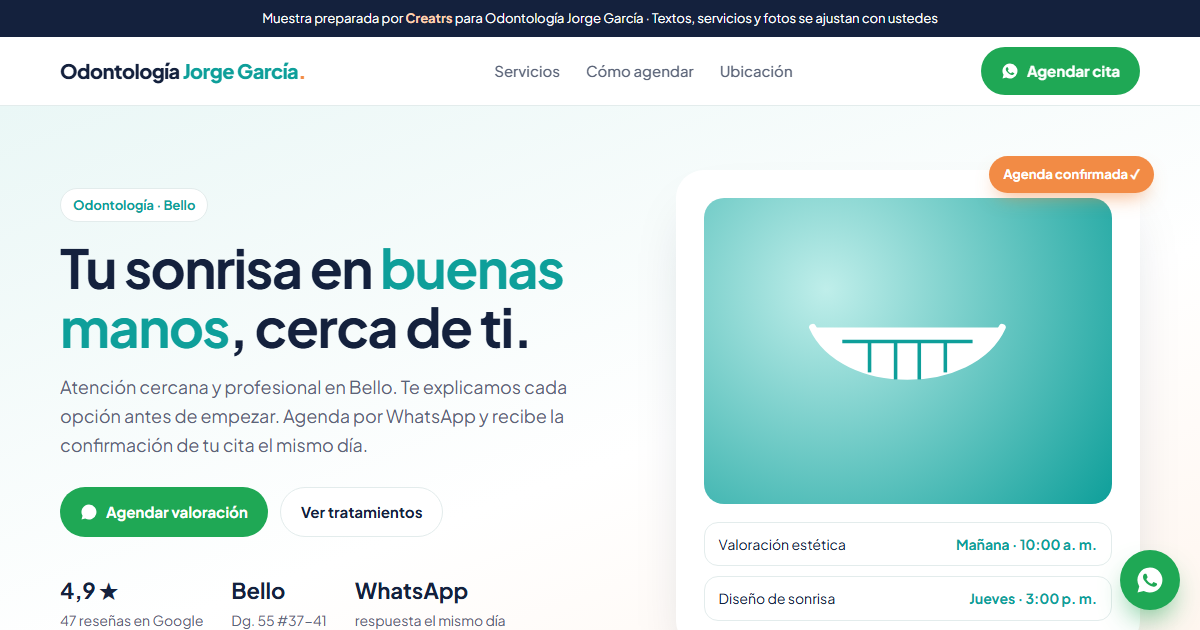 Muestra preparada por Creatrs para Odontología Jorge García · Textos, servicios y fotos se ajustan con ustedes
Odontología Jorge García.
Servicios
Cómo agendar
Ubicación
Agendar cita
Agenda confirmada ✓
Odontología · Bello
Tu sonrisa en buenas
manos, cerca de ti.
Atención cercana y profesional en Bello. Te explicamos cada
opción antes de empezar. Agenda por WhatsApp y recibe la
confirmación de tu cita el mismo día.
Agendar valoración
Ver tratamientos
4,9 ★
47 reseñas en Google
Bello
Dg. 55 #37–41
WhatsApp
respuesta el mismo día
Valoración estética
Mañana · 10:00 a. m.
Diseño de sonrisa
Jueves · 3:00 p. m.